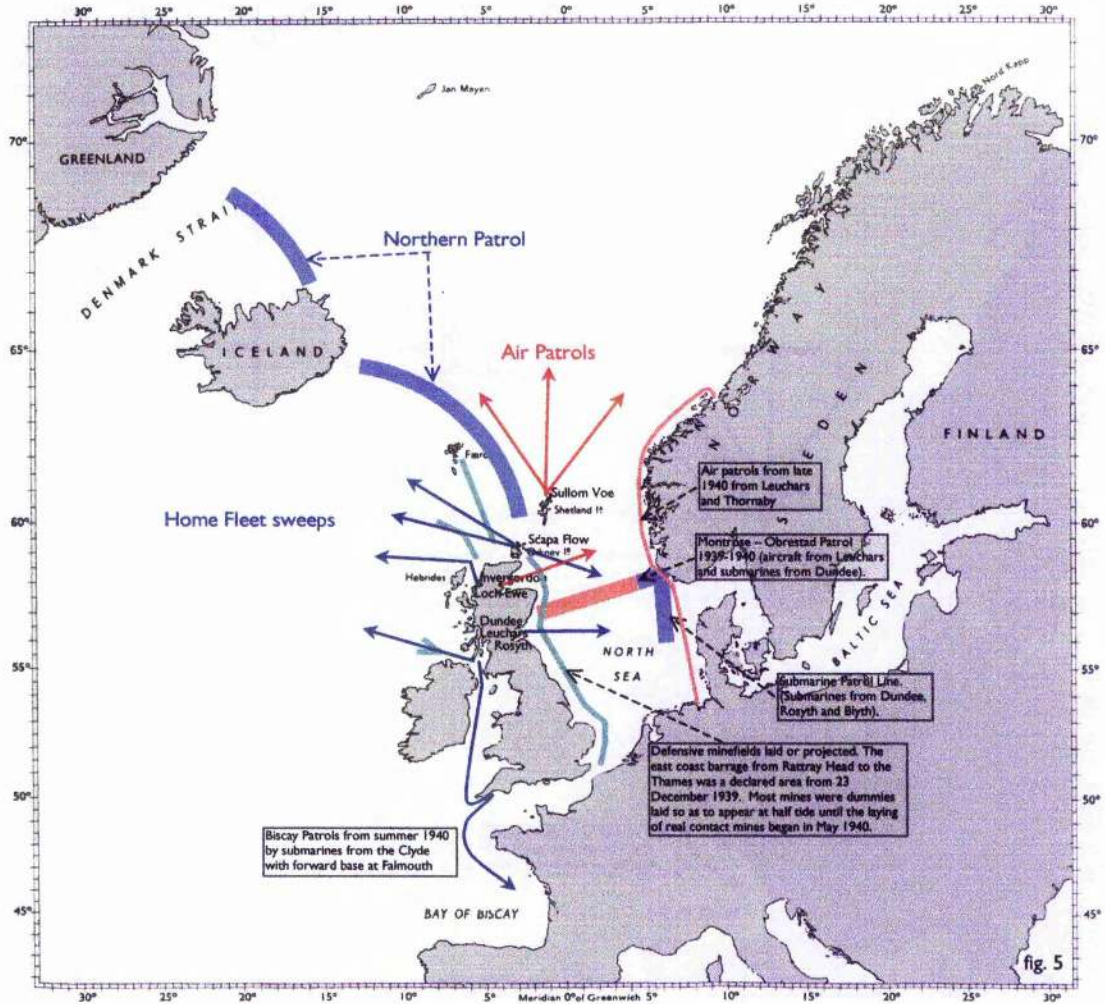 30° 20° 10° 5° 0° 5° 10° 15° 20° 25° 30°
Jan Mayen
Nord Kapp
70°
70°
GREENLAND
DENMARK STRAIT
Northern Patrol
ICELAND
65°
65°
Air Patrols
NORWAY
SWEDEN
FINLAND
Færo
Sullom Voe
Shetland Is
60°
60°
Home Fleet sweeps
Air patrols from late
1940 from Leuchars
and Thornaby
Scapa Flow
Orkney Is
Montrose – Obrestad Patrol
1939-1940 (aircraft from Leuchars
and submarines from Dundee).
Hebrides
Invergordon
Loch Ewe
Dundee
Leuchars
Rosyth
NORTH
SEA
BALTIC SEA
55°
55°
Submarine Patrol Line.
(Submarines from Dundee,
Rosyth and Blyth).
Defensive minefields laid or projected. The
east coast barrage from Rattray Head to the
Thames was a declared area from 23
December 1939. Most mines were dummies
laid so as to appear at half tide until the laying
of real contact mines began in May 1940.
50°
50°
Biscay Patrols from summer 1940
by submarines from the Clyde
with forward base at Falmouth
45°
45°
BAY OF BISCAY
fig. 5
30° 20° 10° 5° Meridian 0° of Greenwich 5° 10° 15° 20° 25° 30°